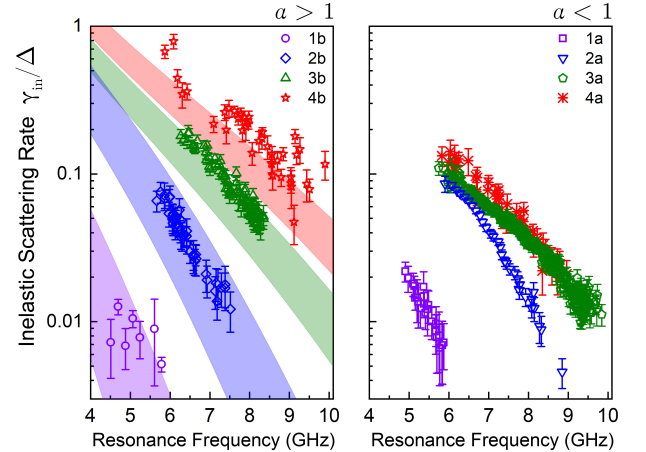 a > 1
a < 1
Inelastic Scattering Rate γin/Δ
1
0.1
0.01
1b
2b
3b
4b
1a
2a
3a
4a
4 5 6 7 8 9 10
4 5 6 7 8 9 10
Resonance Frequency (GHz)
Resonance Frequency (GHz)